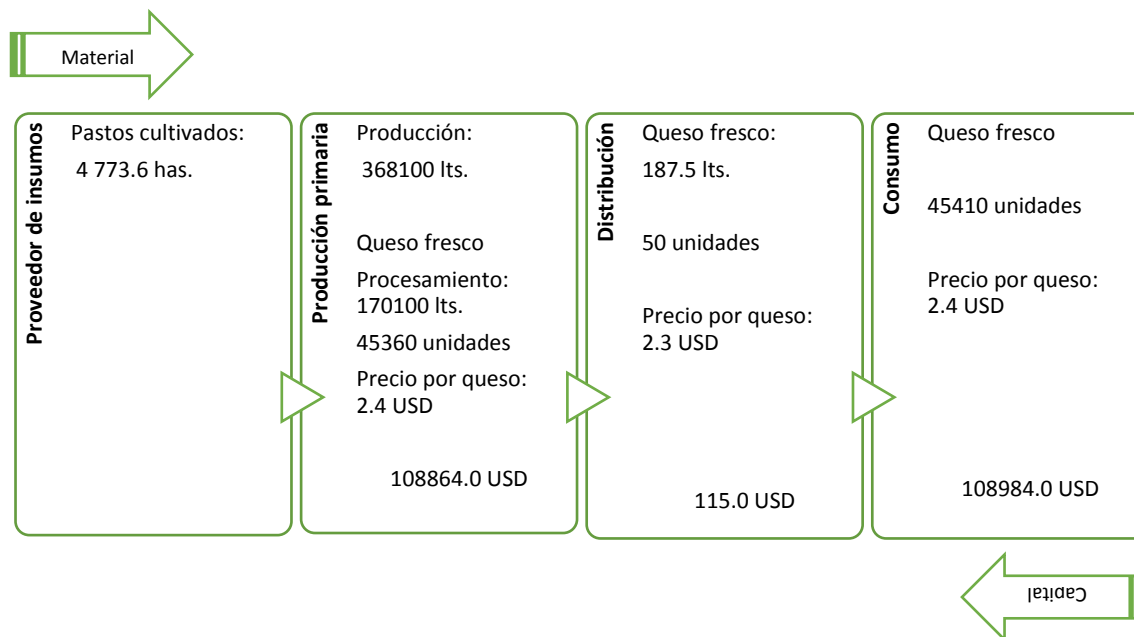 Material
Proveedor de insumos
Pastos cultivados:
4 773.6 has.
Producción primaria
Producción:
368100 lts.
Queso fresco
Procesamiento:
170100 lts.
45360 unidades
Precio por queso:
2.4 USD
108864.0 USD
Distribución
Queso fresco:
187.5 lts.
50 unidades
Precio por queso:
2.3 USD
115.0 USD
Consumo
Queso fresco
45410 unidades
Precio por queso:
2.4 USD
108984.0 USD
Capital